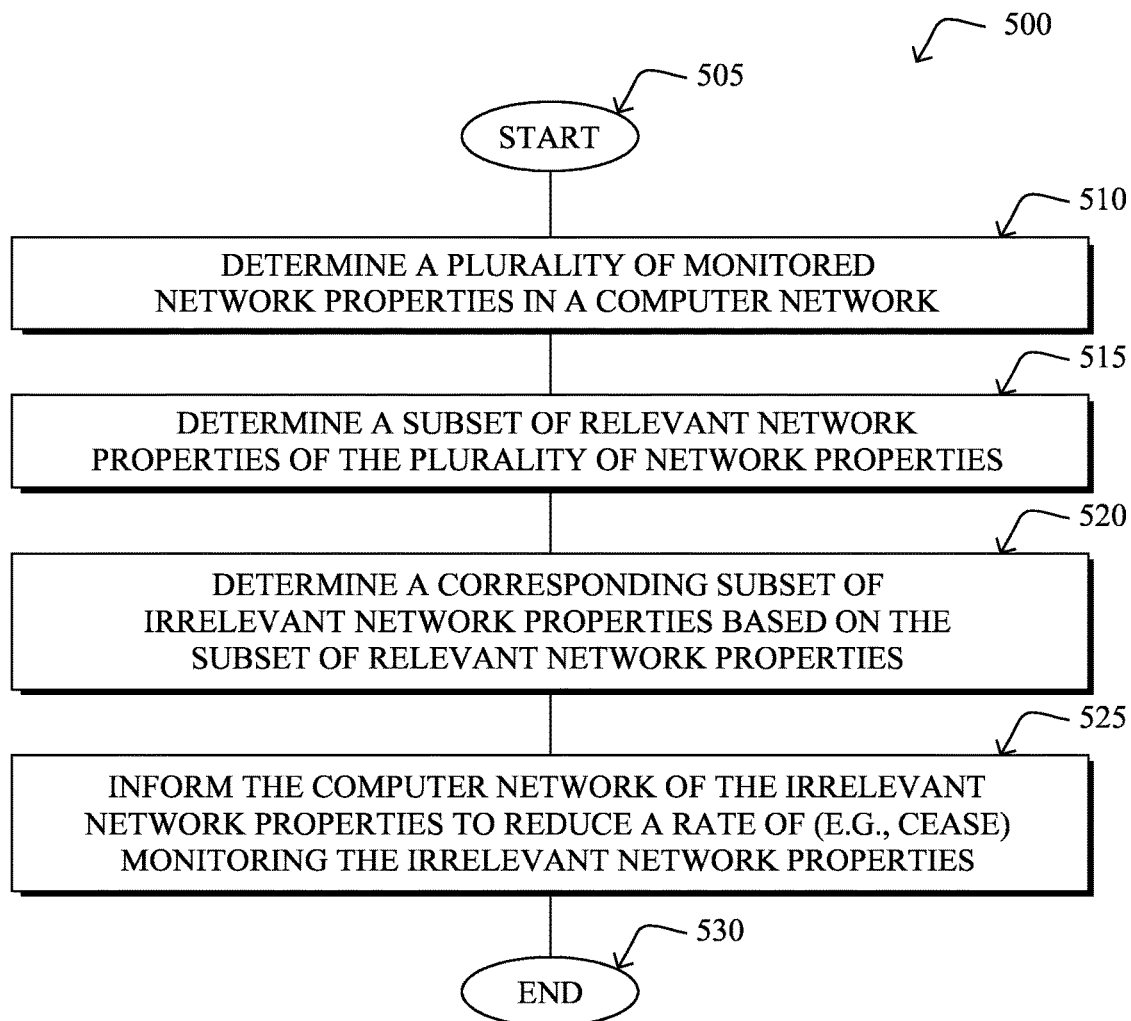 500
505
START
510
DETERMINE A PLURALITY OF MONITORED
NETWORK PROPERTIES IN A COMPUTER NETWORK
515
DETERMINE A SUBSET OF RELEVANT NETWORK
PROPERTIES OF THE PLURALITY OF NETWORK PROPERTIES
520
DETERMINE A CORRESPONDING SUBSET OF
IRRELEVANT NETWORK PROPERTIES BASED ON THE
SUBSET OF RELEVANT NETWORK PROPERTIES
525
INFORM THE COMPUTER NETWORK OF THE IRRELEVANT
NETWORK PROPERTIES TO REDUCE A RATE OF (E.G., CEASE)
MONITORING THE IRRELEVANT NETWORK PROPERTIES
530
END